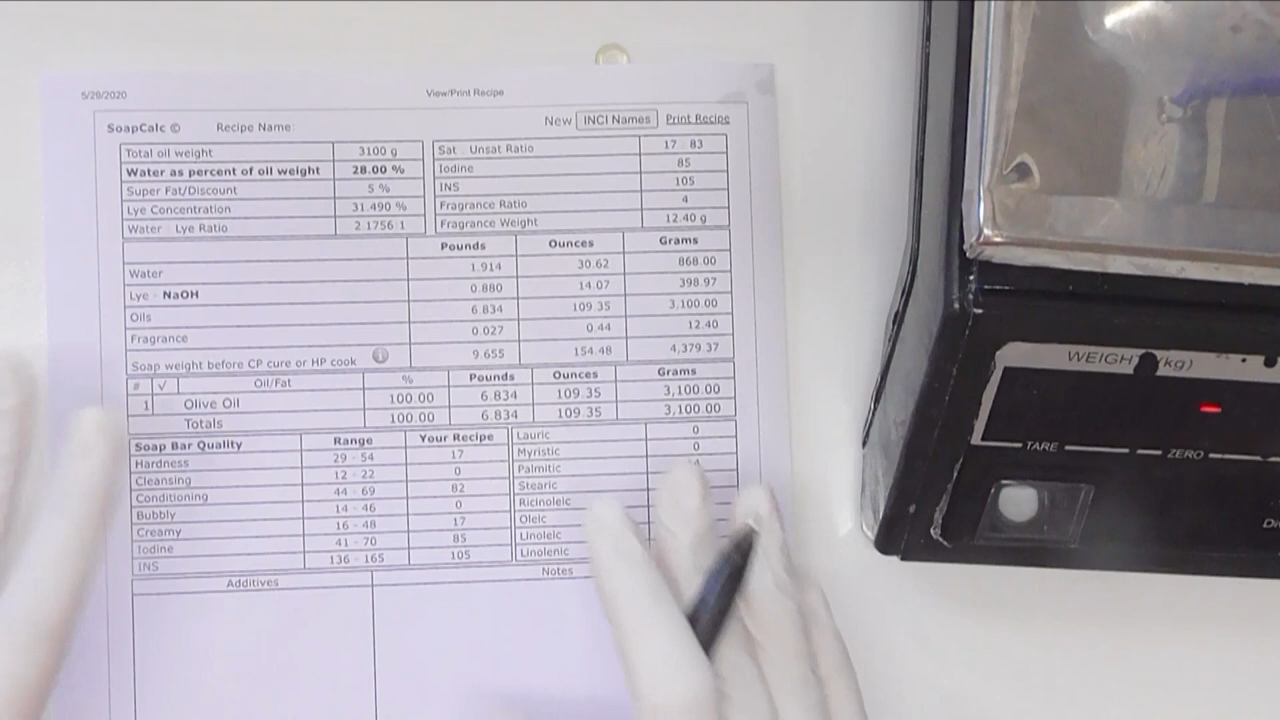 5/29/2020 View/Print Recipe
SoapCalc © Recipe Name: New INCI Names Print Recipe
Total oil weight 3100 g
Water as percent of oil weight 28.00 %
Super Fat/Discount 5 %
Lye Concentration 31.490 %
Water : Lye Ratio 2.1756:1
Sat : Unsat Ratio 17 : 83
Iodine 85
INS 105
Fragrance Ratio 4
Fragrance Weight 12.40 g
Pounds Ounces Grams
Water 1.914 30.62 868.00
Lye - NaOH 0.880 14.07 398.97
Oils 6.834 109.35 3,100.00
Fragrance 0.027 0.44 12.40
Soap weight before CP cure or HP cook i 9.655 154.48 4,379.37
# √ Oil/Fat % Pounds Ounces Grams
1 Olive Oil 100.00 6.834 109.35 3,100.00
Totals 100.00 6.834 109.35 3,100.00
Soap Bar Quality Range Your Recipe
Hardness 29 - 54 17
Cleansing 12 - 22 0
Conditioning 44 - 69 82
Bubbly 14 - 46 0
Creamy 16 - 48 17
Iodine 41 - 70 85
INS 136 - 165 105
Lauric 0
Myristic 0
Palmitic
Stearic
Ricinoleic
Oleic
Linoleic
Linolenic
Additives Notes
WEIGHT (kg)
TARE ZERO